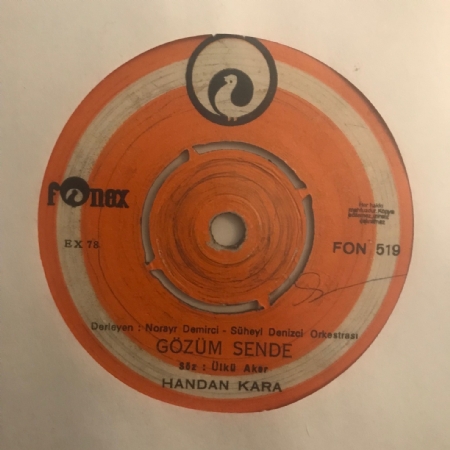 fonex
EX 78
FON 519
Derleyen : Norayr Demirci - Süheyl Denizci Orkestrası
GÖZÜM SENDE
Söz : Ülkü Aker
HANDAN KARA